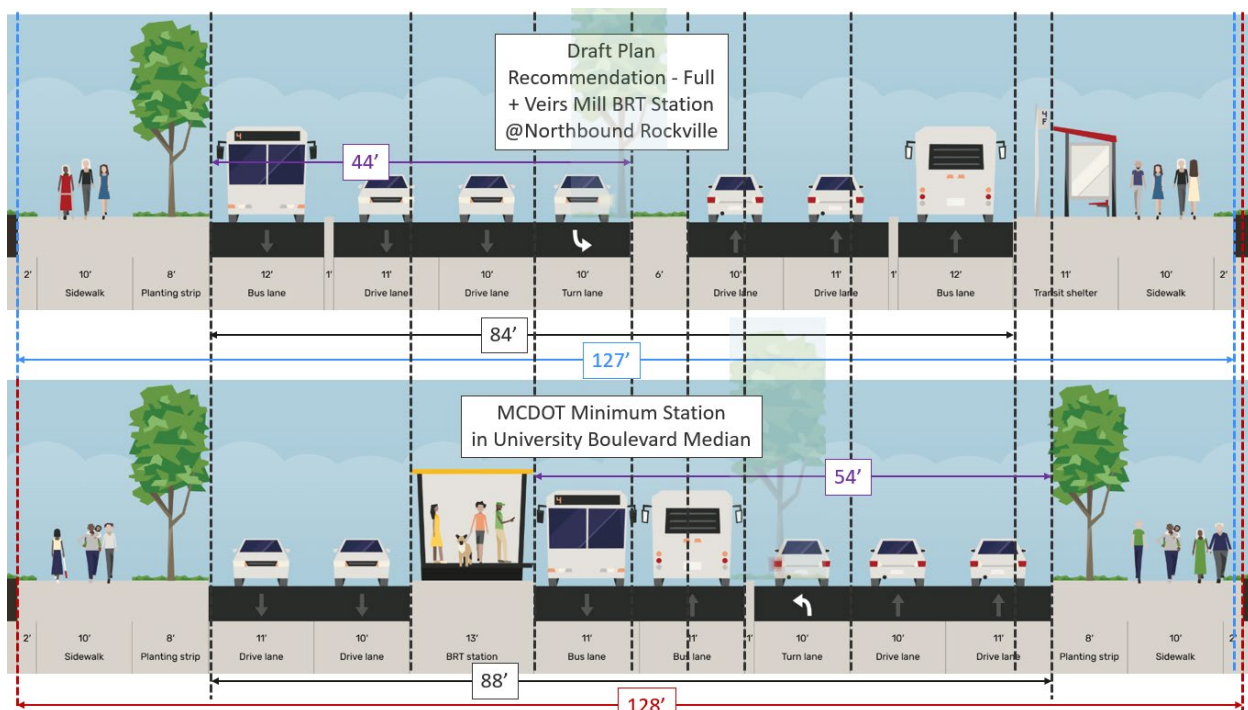 Draft Plan
Recommendation - Full
+ Veirs Mill BRT Station
@Northbound Rockville
4
4
F
44’
2’ 10’ 8’ 12’ 1’ 11’ 10’ 10’ 6’ 10’ 11’ 1’ 12’ 11’ 10’ 2’
Sidewalk Planting strip Bus lane Drive lane Drive lane Turn lane Drive lane Drive lane Bus lane Transit shelter Sidewalk
84’
127’
MCDOT Minimum Station
in University Boulevard Median
54’
4
2’ 10’ 8’ 11’ 10’ 13’ 11’ 11’ 1’ 10’ 10’ 11’ 8’ 10’ 2’
Sidewalk Planting strip Drive lane Drive lane BRT station Bus lane Bus lane Turn lane Drive lane Drive lane Planting strip Sidewalk
88’
128’